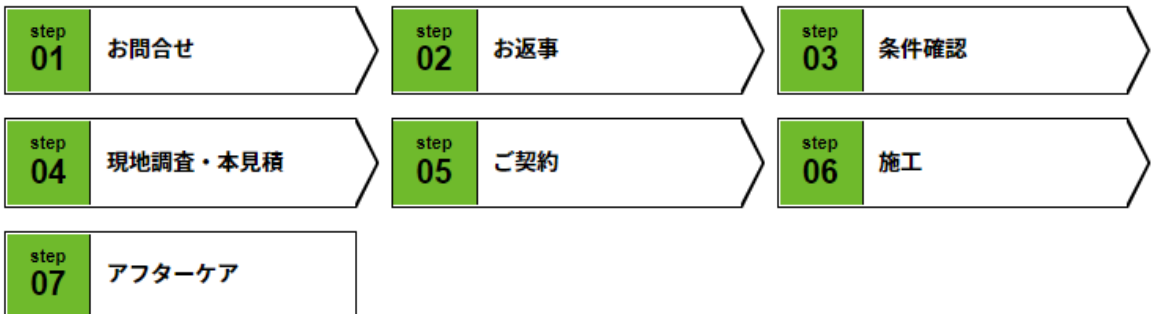 step
01
お問合せ
step
02
お返事
step
03
条件確認
step
04
現地調査・本見積
step
05
ご契約
step
06
施工
step
07
アフターケア